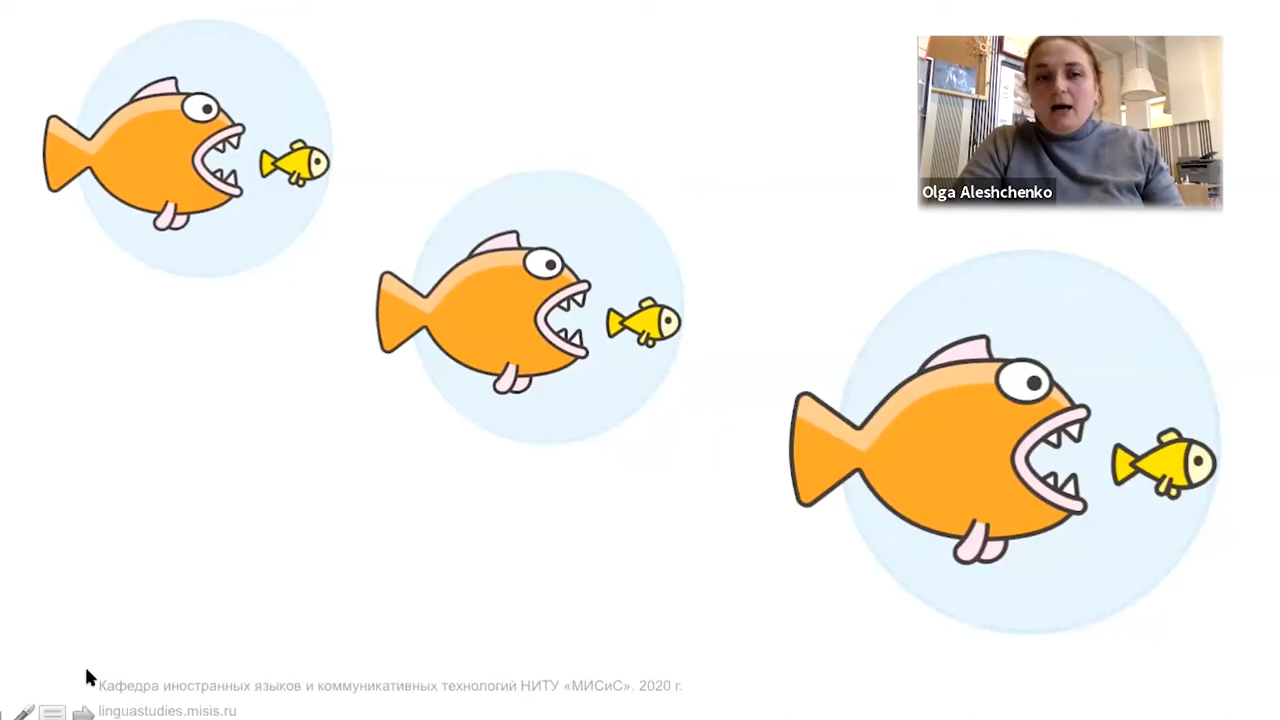 Olga Aleshchenko
Кафедра иностранных языков и коммуникативных технологий НИТУ «МИСиС». 2020 г.
linguastudies.misis.ru